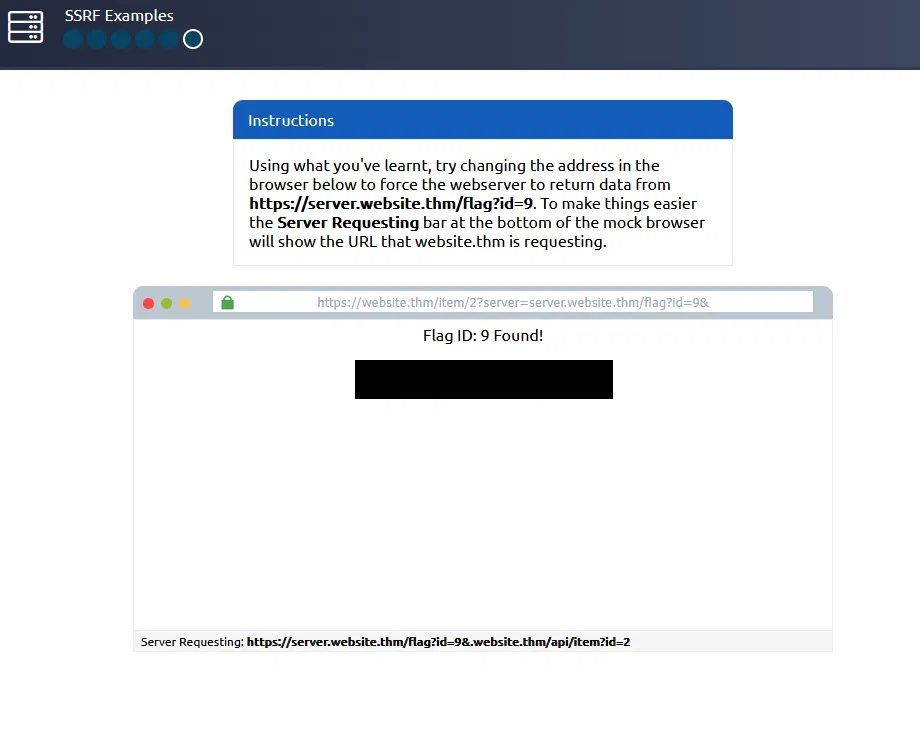 SSRF Examples
Instructions
Using what you've learnt, try changing the address in the
browser below to force the webserver to return data from
https://server.website.thm/flag?id=9. To make things easier
the Server Requesting bar at the bottom of the mock browser
will show the URL that website.thm is requesting.
https://website.thm/item/2?server=server.website.thm/flag?id=9&
Flag ID: 9 Found!
Server Requesting: https://server.website.thm/flag?id=9&.website.thm/api/item?id=2